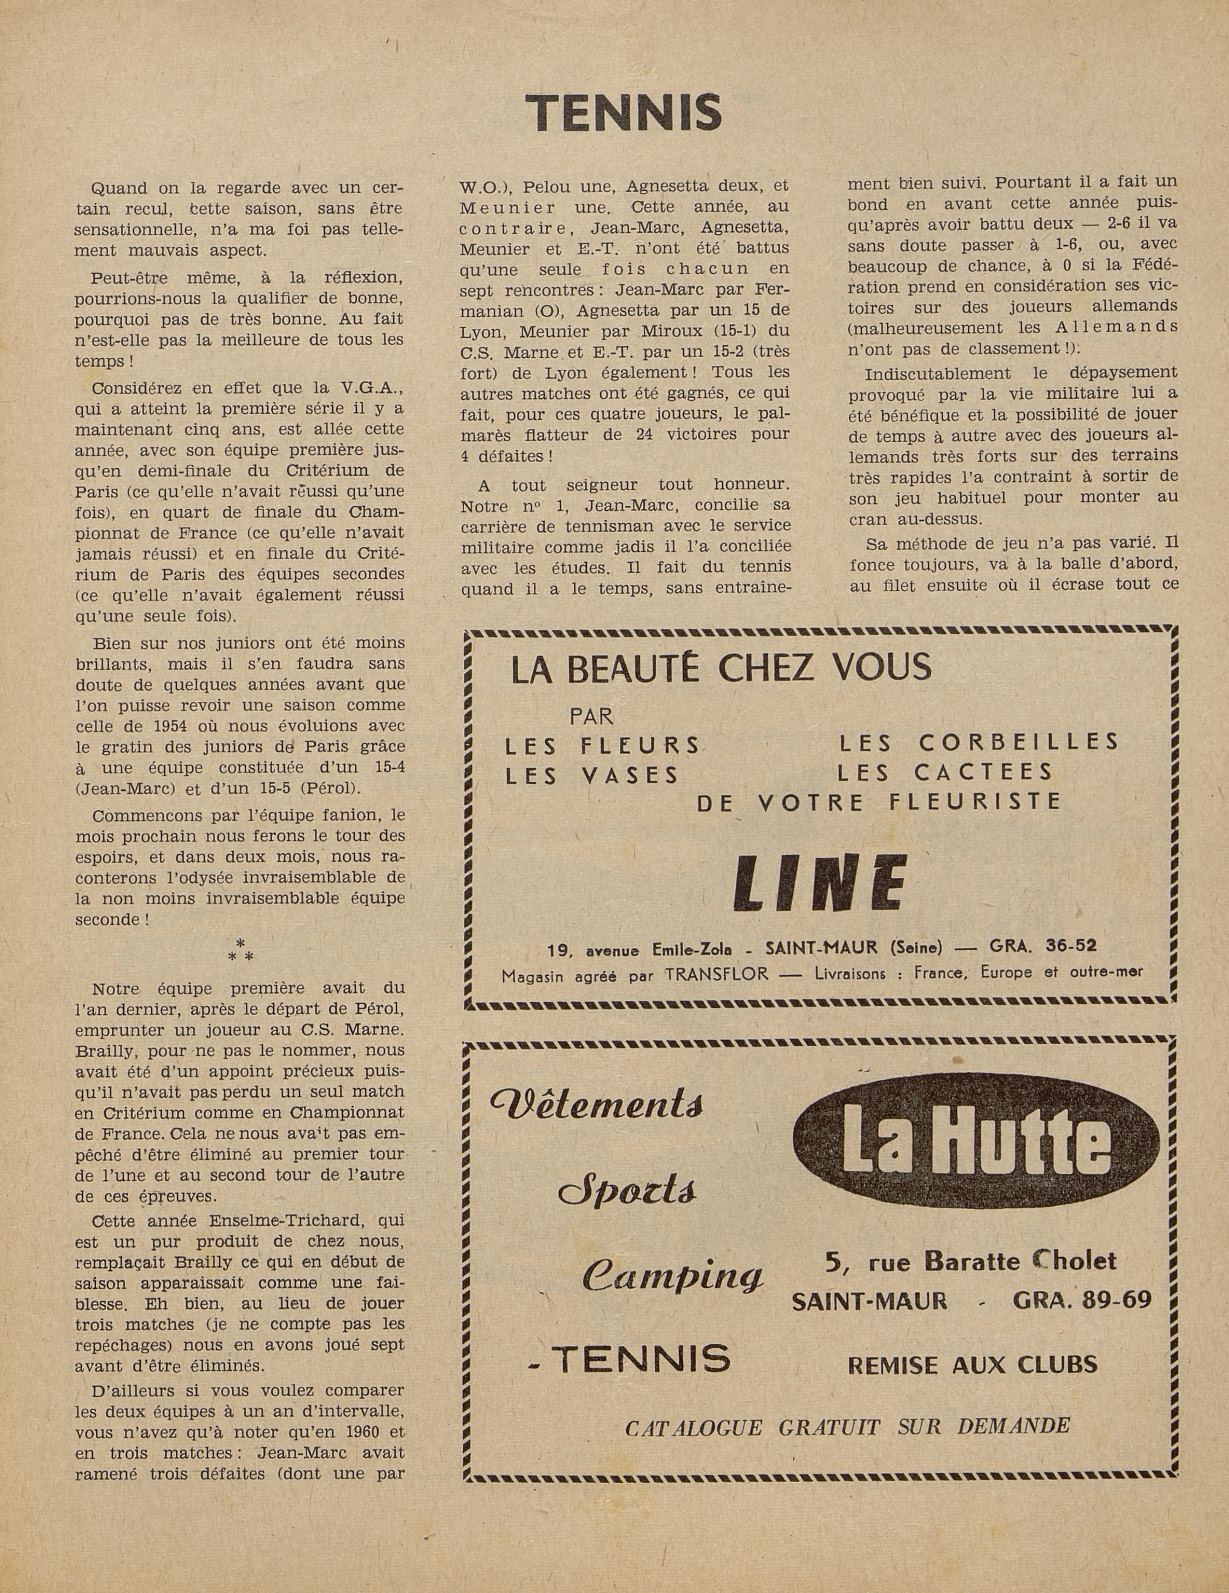 TENNIS
Quand on la regarde avec un cer-
tain recul, cette saison, sans être
sensationnelle, n'a ma foi pas telle-
ment mauvais aspect.
Peut-être même, à la réflexion,
pourrions-nous la qualifier de bonne,
pourquoi pas de très bonne. Au fait
n'est-elle pas la meilleure de tous les
temps !
Considérez en effet que la V.G.A.,
qui a atteint la première série il y a
maintenant cinq ans, est allée cette
année, avec son équipe première jus-
qu'en demi-finale du Critérium de
Paris (ce qu'elle n'avait réussi qu'une
fois), en quart de finale du Cham-
pionnat de France (ce qu'elle n'avait
jamais réussi) et en finale du Crité-
rium de Paris des équipes secondes
(ce qu'elle n'avait également réussi
qu'une seule fois).
Bien sur nos juniors ont été moins
brillants, mais il s'en faudra sans
doute de quelques années avant que
l'on puisse revoir une saison comme
celle de 1954 où nous évoluions avec
le gratin des juniors de Paris grâce
à une équipe constituée d'un 15-4
(Jean-Marc) et d'un 15-5 (Pérol).
Commencons par l'équipe fanion, le
mois prochain nous ferons le tour des
espoirs, et dans deux mois, nous ra-
conterons l'odysée invraisemblable de
la non moins invraisemblable équipe
seconde !
*
* *
Notre équipe première avait du
l'an dernier, après le départ de Pérol,
emprunter un joueur au C.S. Marne.
Brailly, pour ne pas le nommer, nous
avait été d'un appoint précieux puis-
qu'il n'avait pas perdu un seul match
en Critérium comme en Championnat
de France. Cela ne nous avait pas em-
pêché d'être éliminé au premier tour
de l'une et au second tour de l'autre
de ces épreuves.
Cette année Enselme-Trichard, qui
est un pur produit de chez nous,
remplaçait Brailly ce qui en début de
saison apparaissait comme une fai-
blesse. Eh bien, au lieu de jouer
trois matches (je ne compte pas les
repéchages) nous en avons joué sept
avant d'être éliminés.
D'ailleurs si vous voulez comparer
les deux équipes à un an d'intervalle,
vous n'avez qu'à noter qu'en 1960 et
en trois matches : Jean-Marc avait
ramené trois défaites (dont une par
W.O.), Pelou une, Agnesetta deux, et
Meunier une. Cette année, au
contraire, Jean-Marc, Agnesetta,
Meunier et E.-T. n'ont été battus
qu'une seule fois chacun en
sept rencontres : Jean-Marc par Fer-
manian (O), Agnesetta par un 15 de
Lyon, Meunier par Miroux (15-1) du
C.S. Marne et E.-T. par un 15-2 (très
fort) de Lyon également ! Tous les
autres matches ont été gagnés, ce qui
fait, pour ces quatre joueurs, le pal-
marès flatteur de 24 victoires pour
4 défaites !
A tout seigneur tout honneur.
Notre n° 1, Jean-Marc, concilie sa
carrière de tennisman avec le service
militaire comme jadis il l'a conciliée
avec les études. Il fait du tennis
quand il a le temps, sans entraîne-
ment bien suivi. Pourtant il a fait un
bond en avant cette année puis-
qu'après avoir battu deux — 2-6 il va
sans doute passer à 1-6, ou, avec
beaucoup de chance, à 0 si la Fédé-
ration prend en considération ses vic-
toires sur des joueurs allemands
(malheureusement les Allemands
n'ont pas de classement !).
Indiscutablement le dépaysement
provoqué par la vie militaire lui a
été bénéfique et la possibilité de jouer
de temps à autre avec des joueurs al-
lemands très forts sur des terrains
très rapides l'a contraint à sortir de
son jeu habituel pour monter au
cran au-dessus.
Sa méthode de jeu n'a pas varié. Il
fonce toujours, va à la balle d'abord,
au filet ensuite où il écrase tout ce
LA BEAUTÉ CHEZ VOUS
PAR
LES FLEURS LES CORBEILLES
LES VASES LES CACTEES
DE VOTRE FLEURISTE
LINE
19, avenue Emile-Zola - SAINT-MAUR (Seine) — GRA. 36-52
Magasin agréé par TRANSFLOR — Livraisons : France, Europe et outre-mer
Vêtements
La Hutte
Sports
Camping
5, rue Baratte Cholet
SAINT-MAUR - GRA. 89-69
- TENNIS
REMISE AUX CLUBS
CATALOGUE GRATUIT SUR DEMANDE